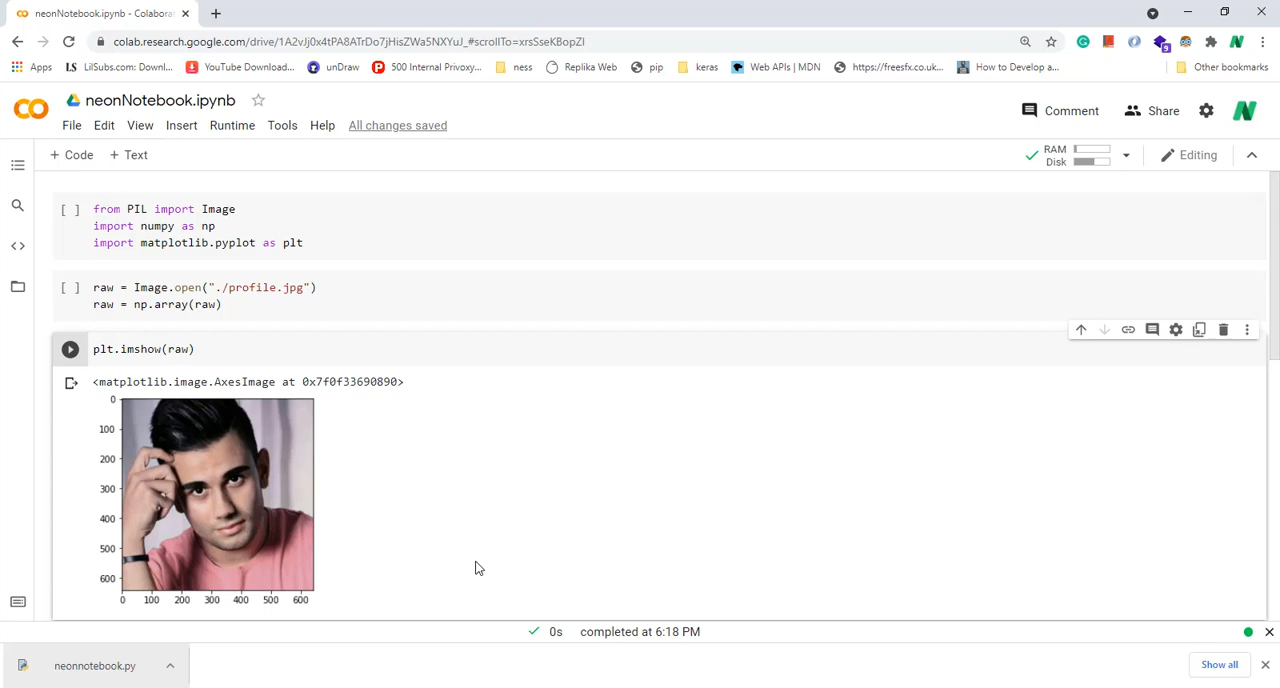 neonNotebook.ipynb - Colabora
colab.research.google.com/drive/1A2vJj0x4tPA8ATrDo7jHisZWa5NXYuJ_#scrollTo=xrsSseKBopZI
9
Apps LilSubs.com: Downl... YouTube Download... unDraw 500 Internal Privoxy... ness Replika Web pip keras Web APIs | MDN https://freesfx.co.uk... How to Develop a... Other bookmarks
neonNotebook.ipynb
Comment Share
File Edit View Insert Runtime Tools Help All changes saved
+ Code + Text RAM Disk Editing
[ ] from PIL import Image
import numpy as np
import matplotlib.pyplot as plt
[ ] raw = Image.open("./profile.jpg")
raw = np.array(raw)
plt.imshow(raw)
<matplotlib.image.AxesImage at 0x7f0f33690890>
0
100
200
300
400
500
600
0 100 200 300 400 500 600
0s completed at 6:18 PM
neonnotebook.py Show all